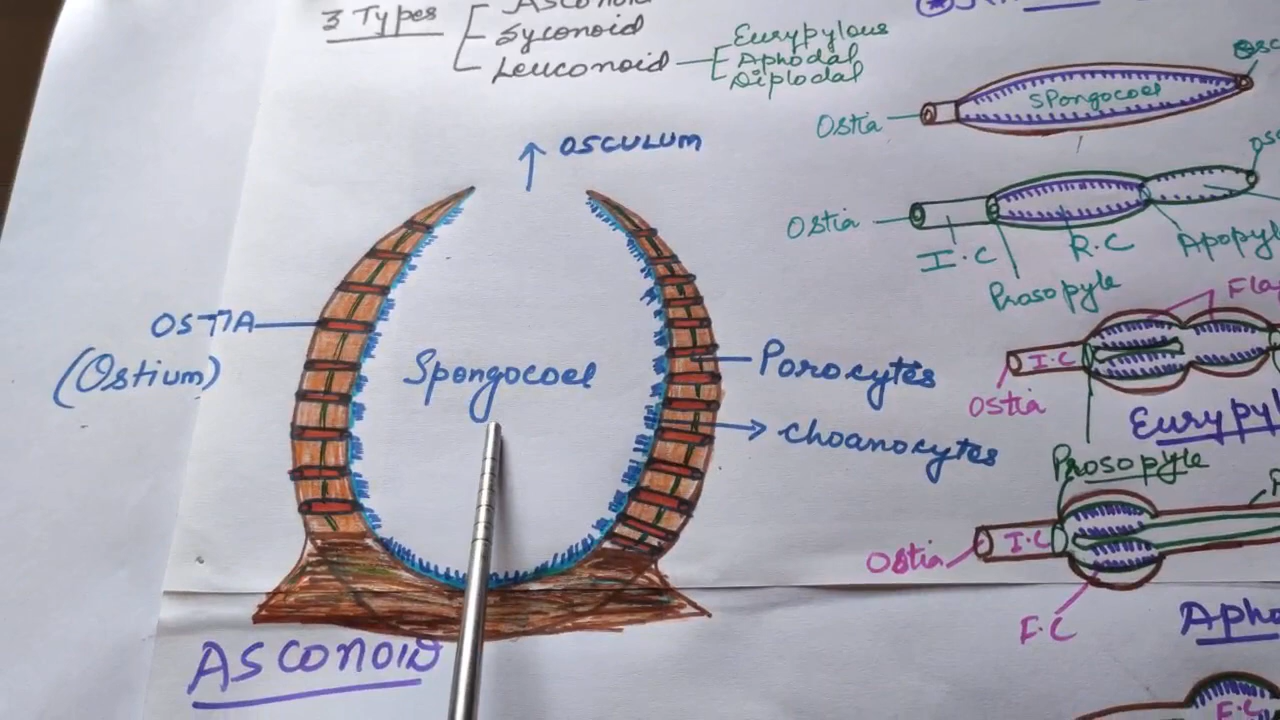 3 Types
Asconoid
Syconoid
Leuconoid
Eurypylous
Aphodal
Diplodal
OSCULUM
OSTIA
(Ostium)
Spongocoel
Porocytes
choanocytes
ASCONOID
Ostia
Spongocoel
Ostia
I.C
R.C
Prosopyle
I.C
Ostia
Prosopyle
Ostia
I.C
F.C
F.C